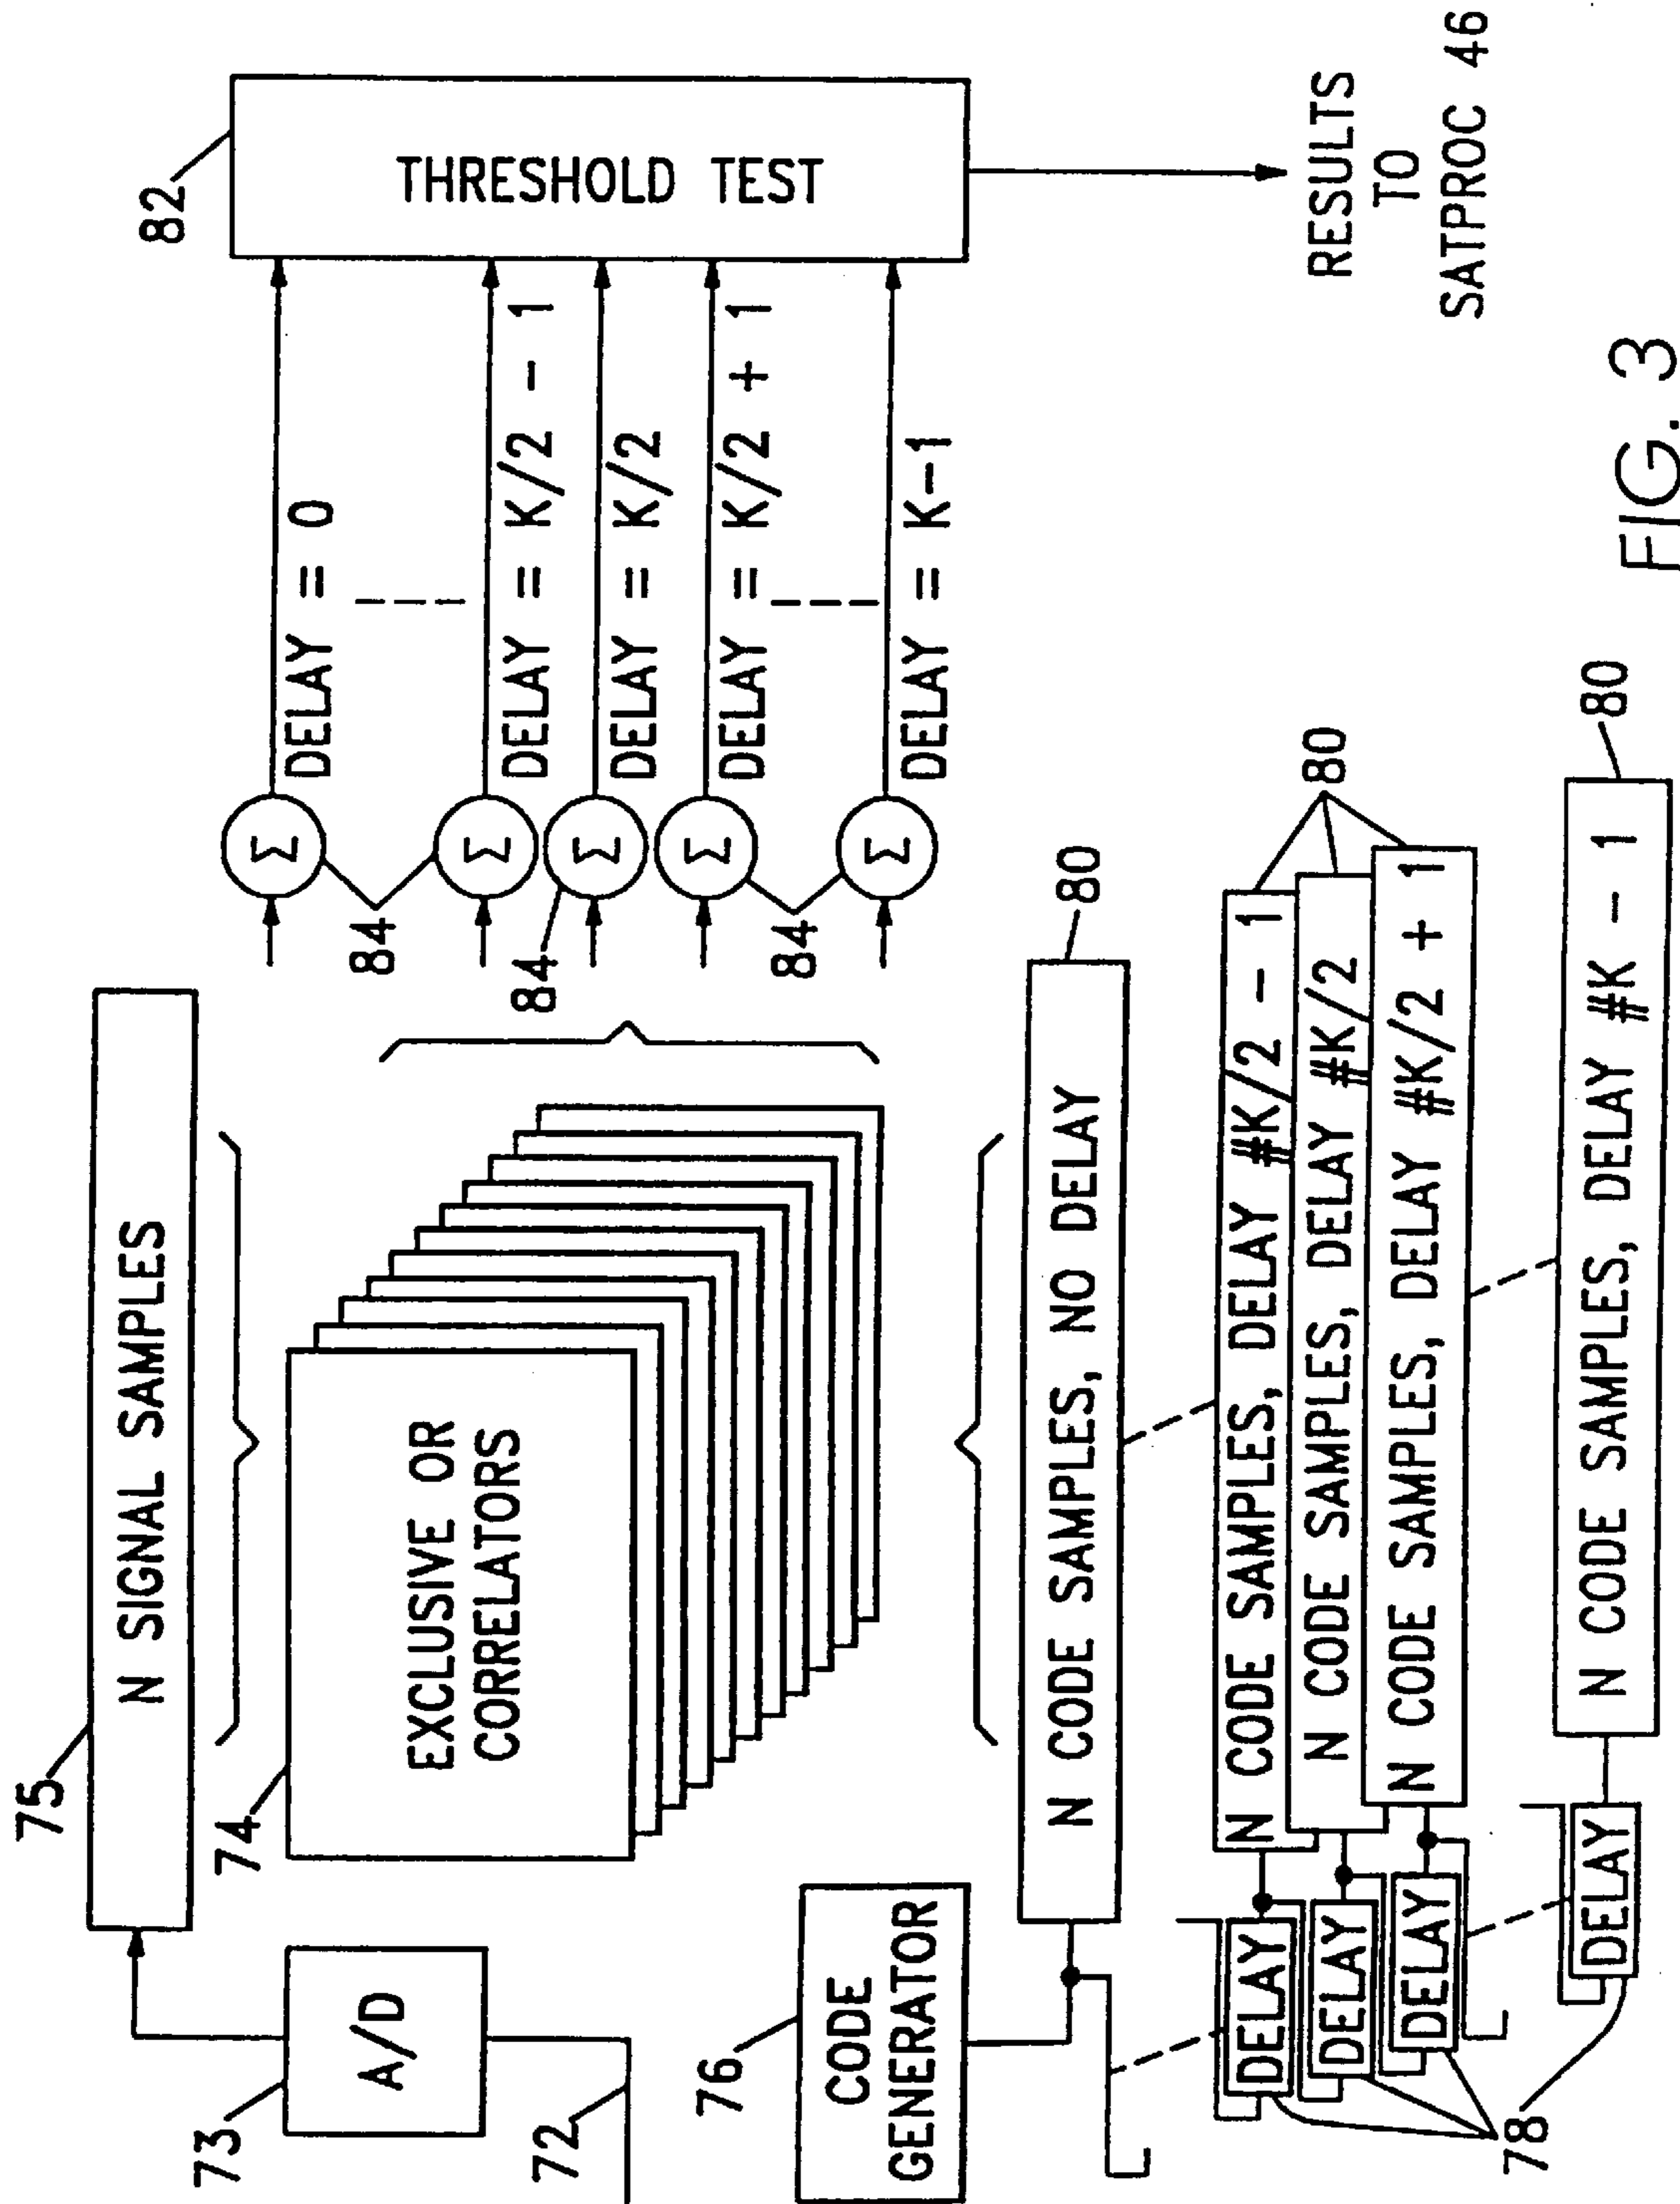 75
N SIGNAL SAMPLES
73
A/D
72
74
EXCLUSIVE OR
CORRELATORS
84
84
84
Σ
Σ
Σ
Σ
Σ
DELAY = 0
DELAY = K/2 - 1
DELAY = K/2
DELAY = K/2 + 1
DELAY = K-1
82
THRESHOLD TEST
RESULTS
TO
SATPROC 46
76
CODE
GENERATOR
N CODE SAMPLES, NO DELAY
80
DELAY
N CODE SAMPLES, DELAY #K/2 - 1
DELAY
N CODE SAMPLES, DELAY #K/2
DELAY
N CODE SAMPLES, DELAY #K/2 + 1
80
78
DELAY
N CODE SAMPLES, DELAY #K - 1
80
FIG. 3